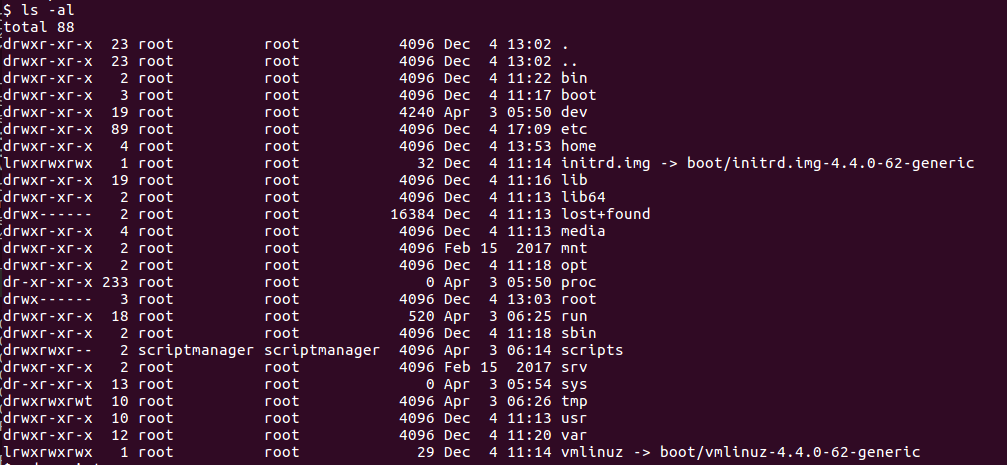 $ ls -al
total 88
drwxr-xr-x  23 root          root           4096 Dec  4 13:02 .
drwxr-xr-x  23 root          root           4096 Dec  4 13:02 ..
drwxr-xr-x   2 root          root           4096 Dec  4 11:22 bin
drwxr-xr-x   3 root          root           4096 Dec  4 11:17 boot
drwxr-xr-x  19 root          root           4240 Apr  3 05:50 dev
drwxr-xr-x  89 root          root           4096 Dec  4 17:09 etc
drwxr-xr-x   4 root          root           4096 Dec  4 13:53 home
lrwxrwxrwx   1 root          root             32 Dec  4 11:14 initrd.img -> boot/initrd.img-4.4.0-62-generic
drwxr-xr-x  19 root          root           4096 Dec  4 11:16 lib
drwxr-xr-x   2 root          root           4096 Dec  4 11:13 lib64
drwx------   2 root          root          16384 Dec  4 11:13 lost+found
drwxr-xr-x   4 root          root           4096 Dec  4 11:13 media
drwxr-xr-x   2 root          root           4096 Feb 15  2017 mnt
drwxr-xr-x   2 root          root           4096 Dec  4 11:18 opt
dr-xr-xr-x 233 root          root              0 Apr  3 05:50 proc
drwx------   3 root          root           4096 Dec  4 13:03 root
drwxr-xr-x  18 root          root            520 Apr  3 06:25 run
drwxr-xr-x   2 root          root           4096 Dec  4 11:18 sbin
drwxrwxr--   2 scriptmanager scriptmanager  4096 Apr  3 06:14 scripts
drwxr-xr-x   2 root          root           4096 Feb 15  2017 srv
dr-xr-xr-x  13 root          root              0 Apr  3 05:54 sys
drwxrwxrwt  10 root          root           4096 Apr  3 06:26 tmp
drwxr-xr-x  10 root          root           4096 Dec  4 11:13 usr
drwxr-xr-x  12 root          root           4096 Dec  4 11:20 var
lrwxrwxrwx   1 root          root             29 Dec  4 11:14 vmlinuz -> boot/vmlinuz-4.4.0-62-generic